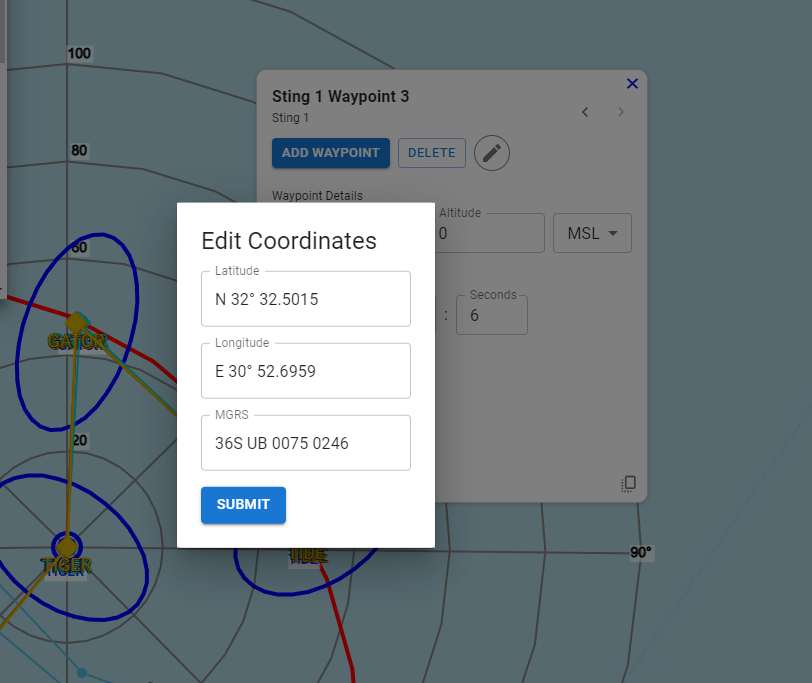 100
80
60
GATOR
20
TIGER
TIDE
90°
Sting 1 Waypoint 3
Sting 1
ADD WAYPOINT
DELETE
Waypoint Details
Altitude
0
MSL
:
Seconds
6
Edit Coordinates
Latitude
N 32° 32.5015
Longitude
E 30° 52.6959
MGRS
36S UB 0075 0246
SUBMIT